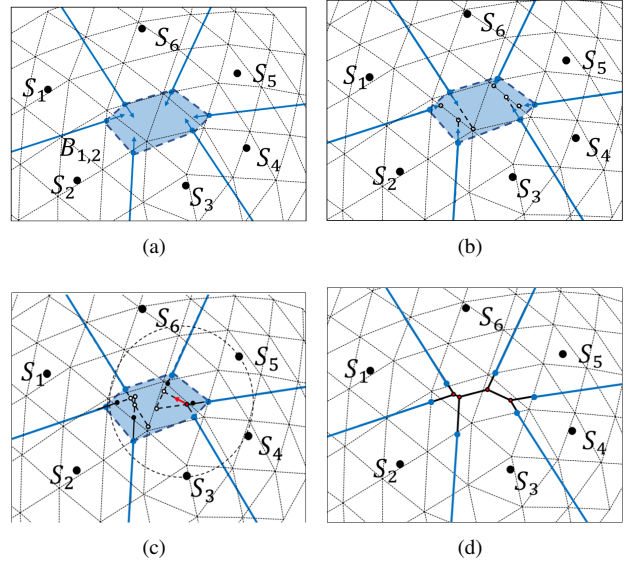 S₆
S₅
S₁
B₁,₂
S₄
S₂
S₃
(a)
S₆
S₅
S₁
S₄
S₂
S₃
(b)
S₆
S₅
S₁
S₄
S₂
S₃
(c)
S₆
S₅
S₁
S₄
S₂
S₃
(d)